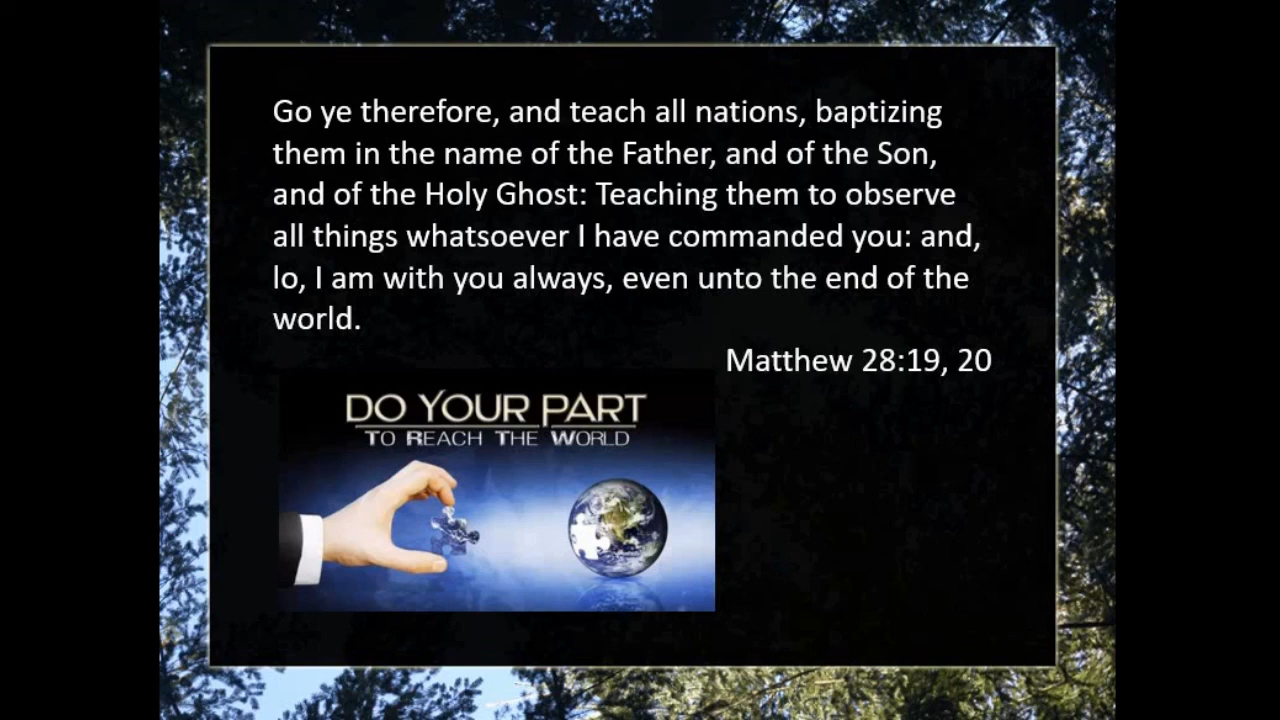 Go ye therefore, and teach all nations, baptizing
them in the name of the Father, and of the Son,
and of the Holy Ghost: Teaching them to observe
all things whatsoever I have commanded you: and,
lo, I am with you always, even unto the end of the
world.
Matthew 28:19, 20
DO YOUR PART
TO REACH THE WORLD